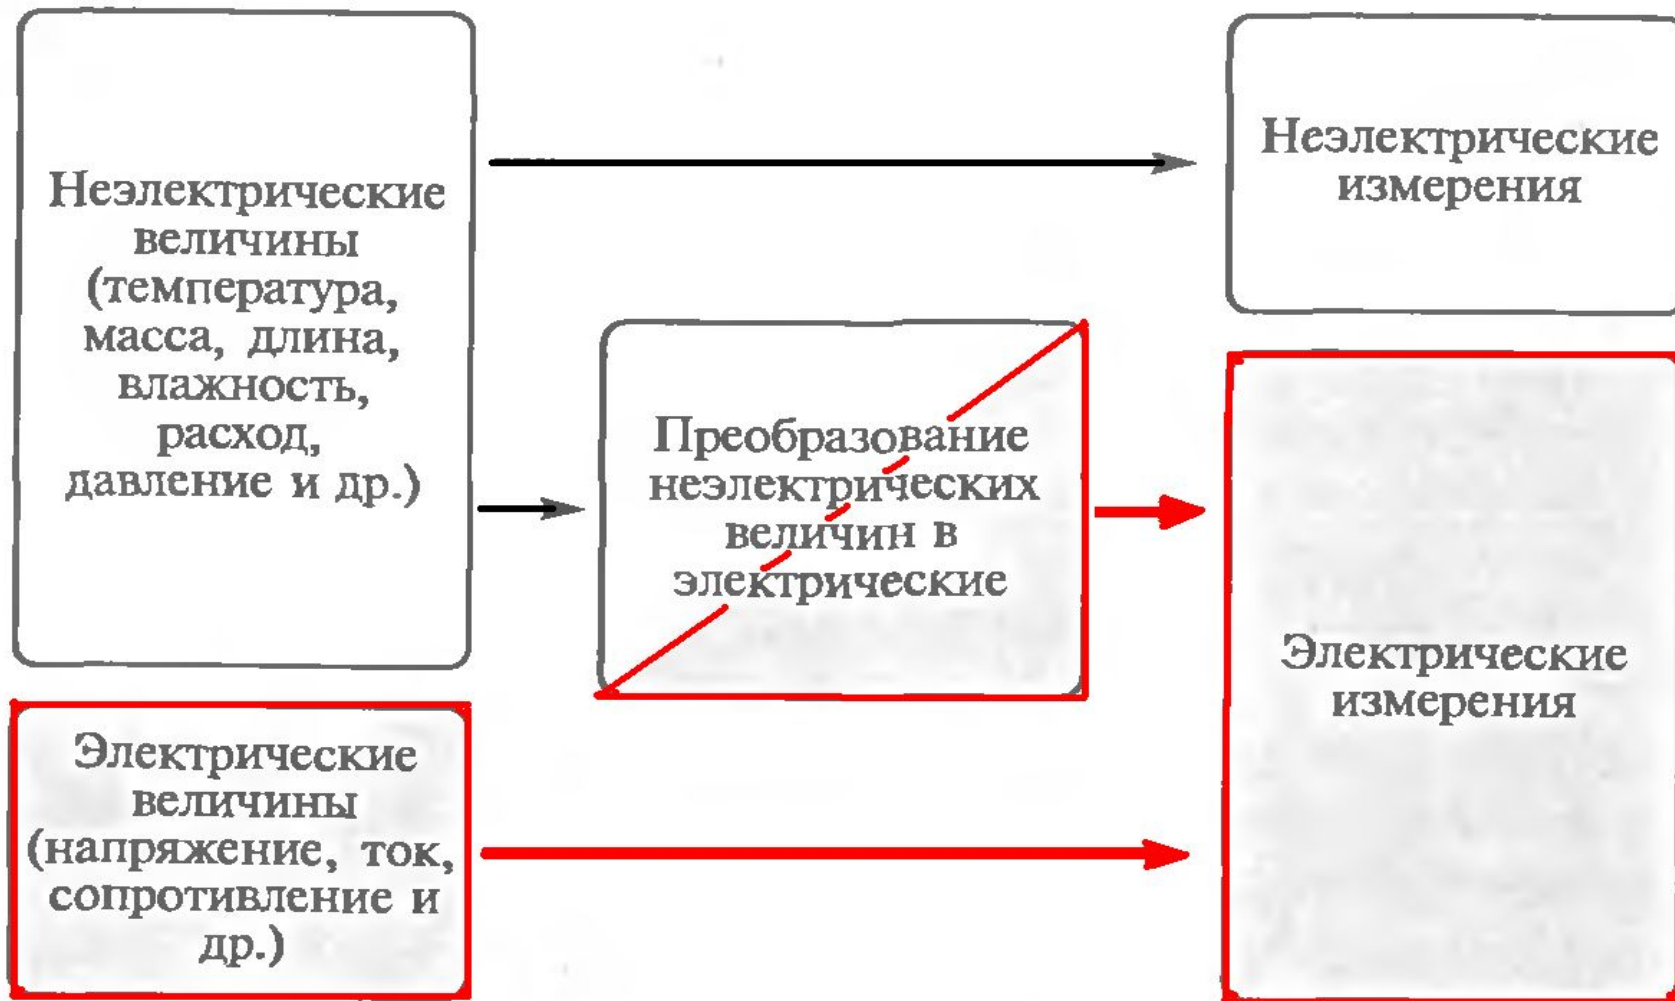 Неэлектрические
величины
(температура,
масса, длина,
влажность,
расход,
давление и др.)
Неэлектрические
измерения
Преобразование
неэлектрических
величин в
электрические
Электрические
измерения
Электрические
величины
(напряжение, ток,
сопротивление и
др.)